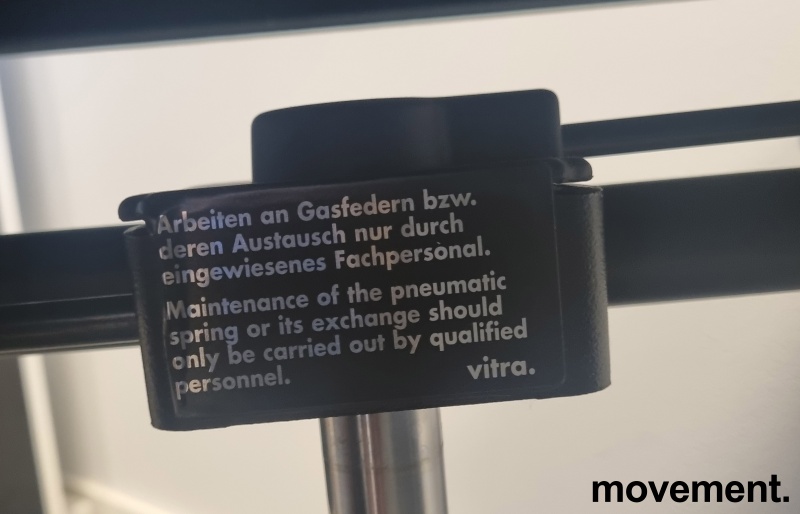 Arbeiten an Gasfedern bzw.
deren Austausch nur durch
eingewiesenes Fachpersonal.
Maintenance of the pneumatic
spring or its exchange should
only be carried out by qualified
personnel.
vitra.
movement.